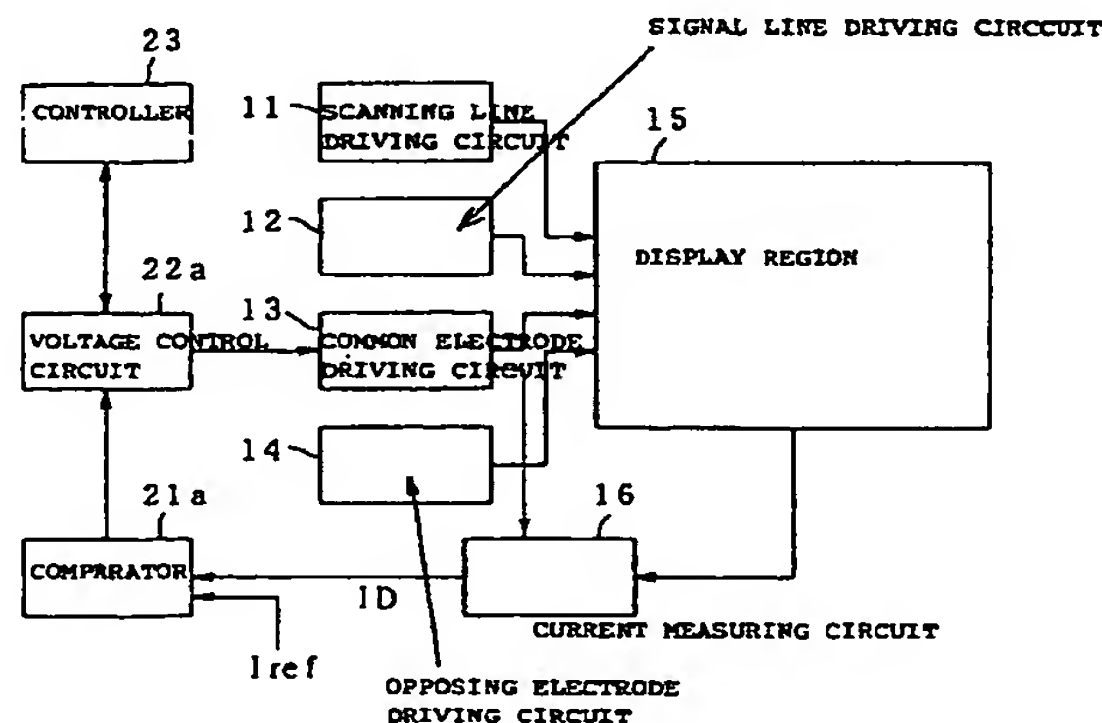 SIGNAL LINE DRIVING CIRCCUIT
23
CONTROLLER
11
SCANNING LINE
DRIVING CIRCUIT
15
12
DISPLAY REGION
22a
VOLTAGE CONTROL
CIRCUIT
13
COMMON ELECTRODE
DRIVING CIRCUIT
14
21a
COMPARATOR
16
ID
Iref
CURRENT MEASURING CIRCUIT
OPPOSING ELECTRODE
DRIVING CIRCUIT